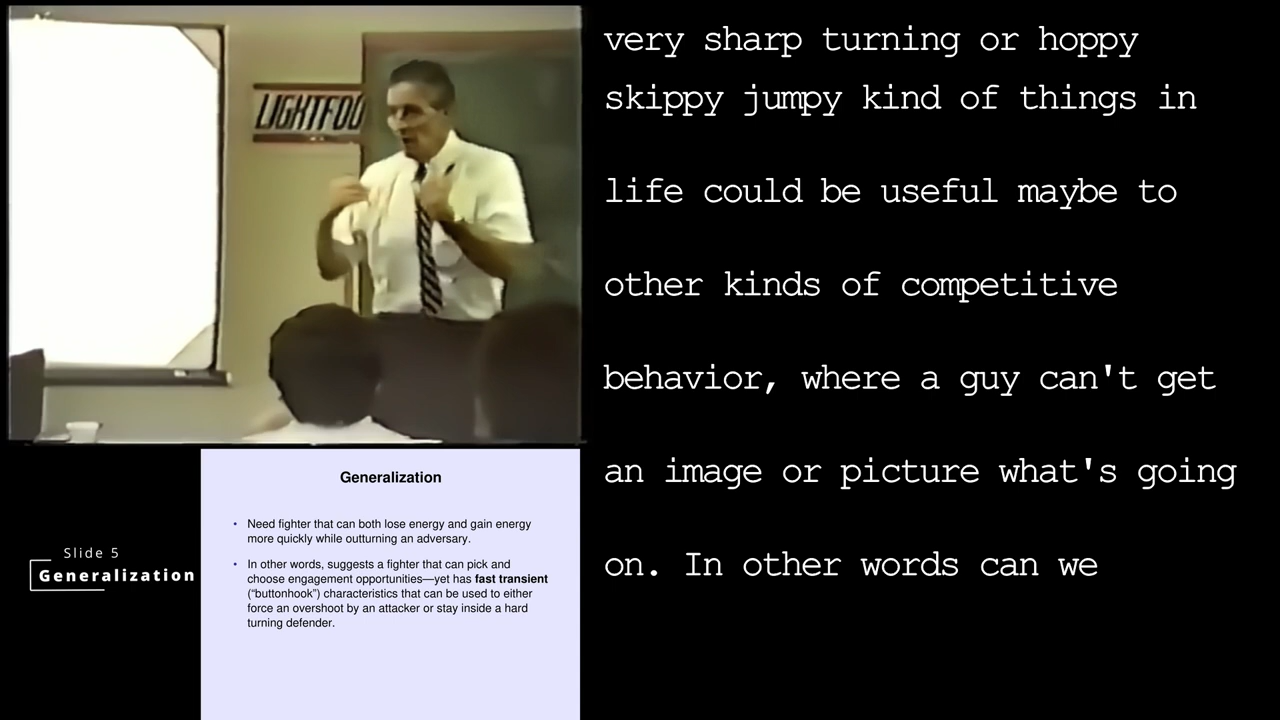 LIGHTFOO
very sharp turning or hoppy
skippy jumpy kind of things in
life could be useful maybe to
other kinds of competitive
behavior, where a guy can't get
an image or picture what's going
on. In other words can we
Slide 5
Generalization
Generalization
• Need fighter that can both lose energy and gain energy
more quickly while outturning an adversary.
• In other words, suggests a fighter that can pick and
choose engagement opportunities—yet has fast transient
(“buttonhook”) characteristics that can be used to either
force an overshoot by an attacker or stay inside a hard
turning defender.